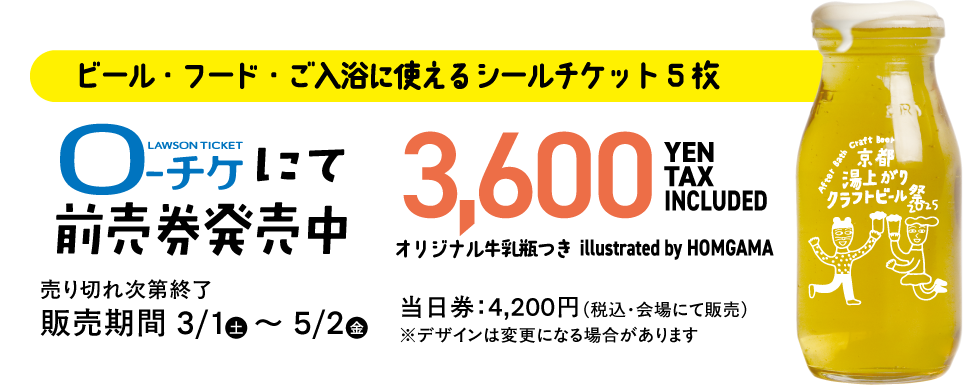 ビール・フード・ご入浴に使えるシールチケット5枚
LAWSON TICKET
ローチケにて
前売券発売中
売り切れ次第終了
販売期間 3/1土 〜 5/2金
3,600 YEN TAX INCLUDED
オリジナル牛乳瓶つき illustrated by HOMGAMA
当日券：4,200円（税込・会場にて販売）
※デザインは変更になる場合があります
R
After Bath Craft Beer
京都
湯上がり
クラフトビール祭
2025